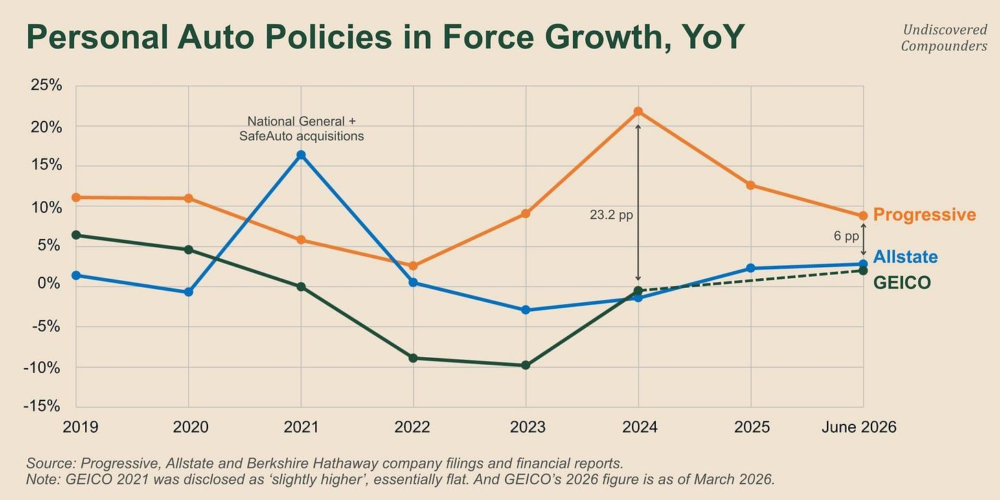 Personal Auto Policies in Force Growth, YoY
Undiscovered
Compounders
25%
20%
15%
10%
5%
0%
-5%
-10%
-15%
National General +
SafeAuto acquisitions
23.2 pp
6 pp
Progressive
Allstate
GEICO
2019 2020 2021 2022 2023 2024 2025 June 2026
Source: Progressive, Allstate and Berkshire Hathaway company filings and financial reports.
Note: GEICO 2021 was disclosed as ‘slightly higher’, essentially flat. And GEICO’s 2026 figure is as of March 2026.